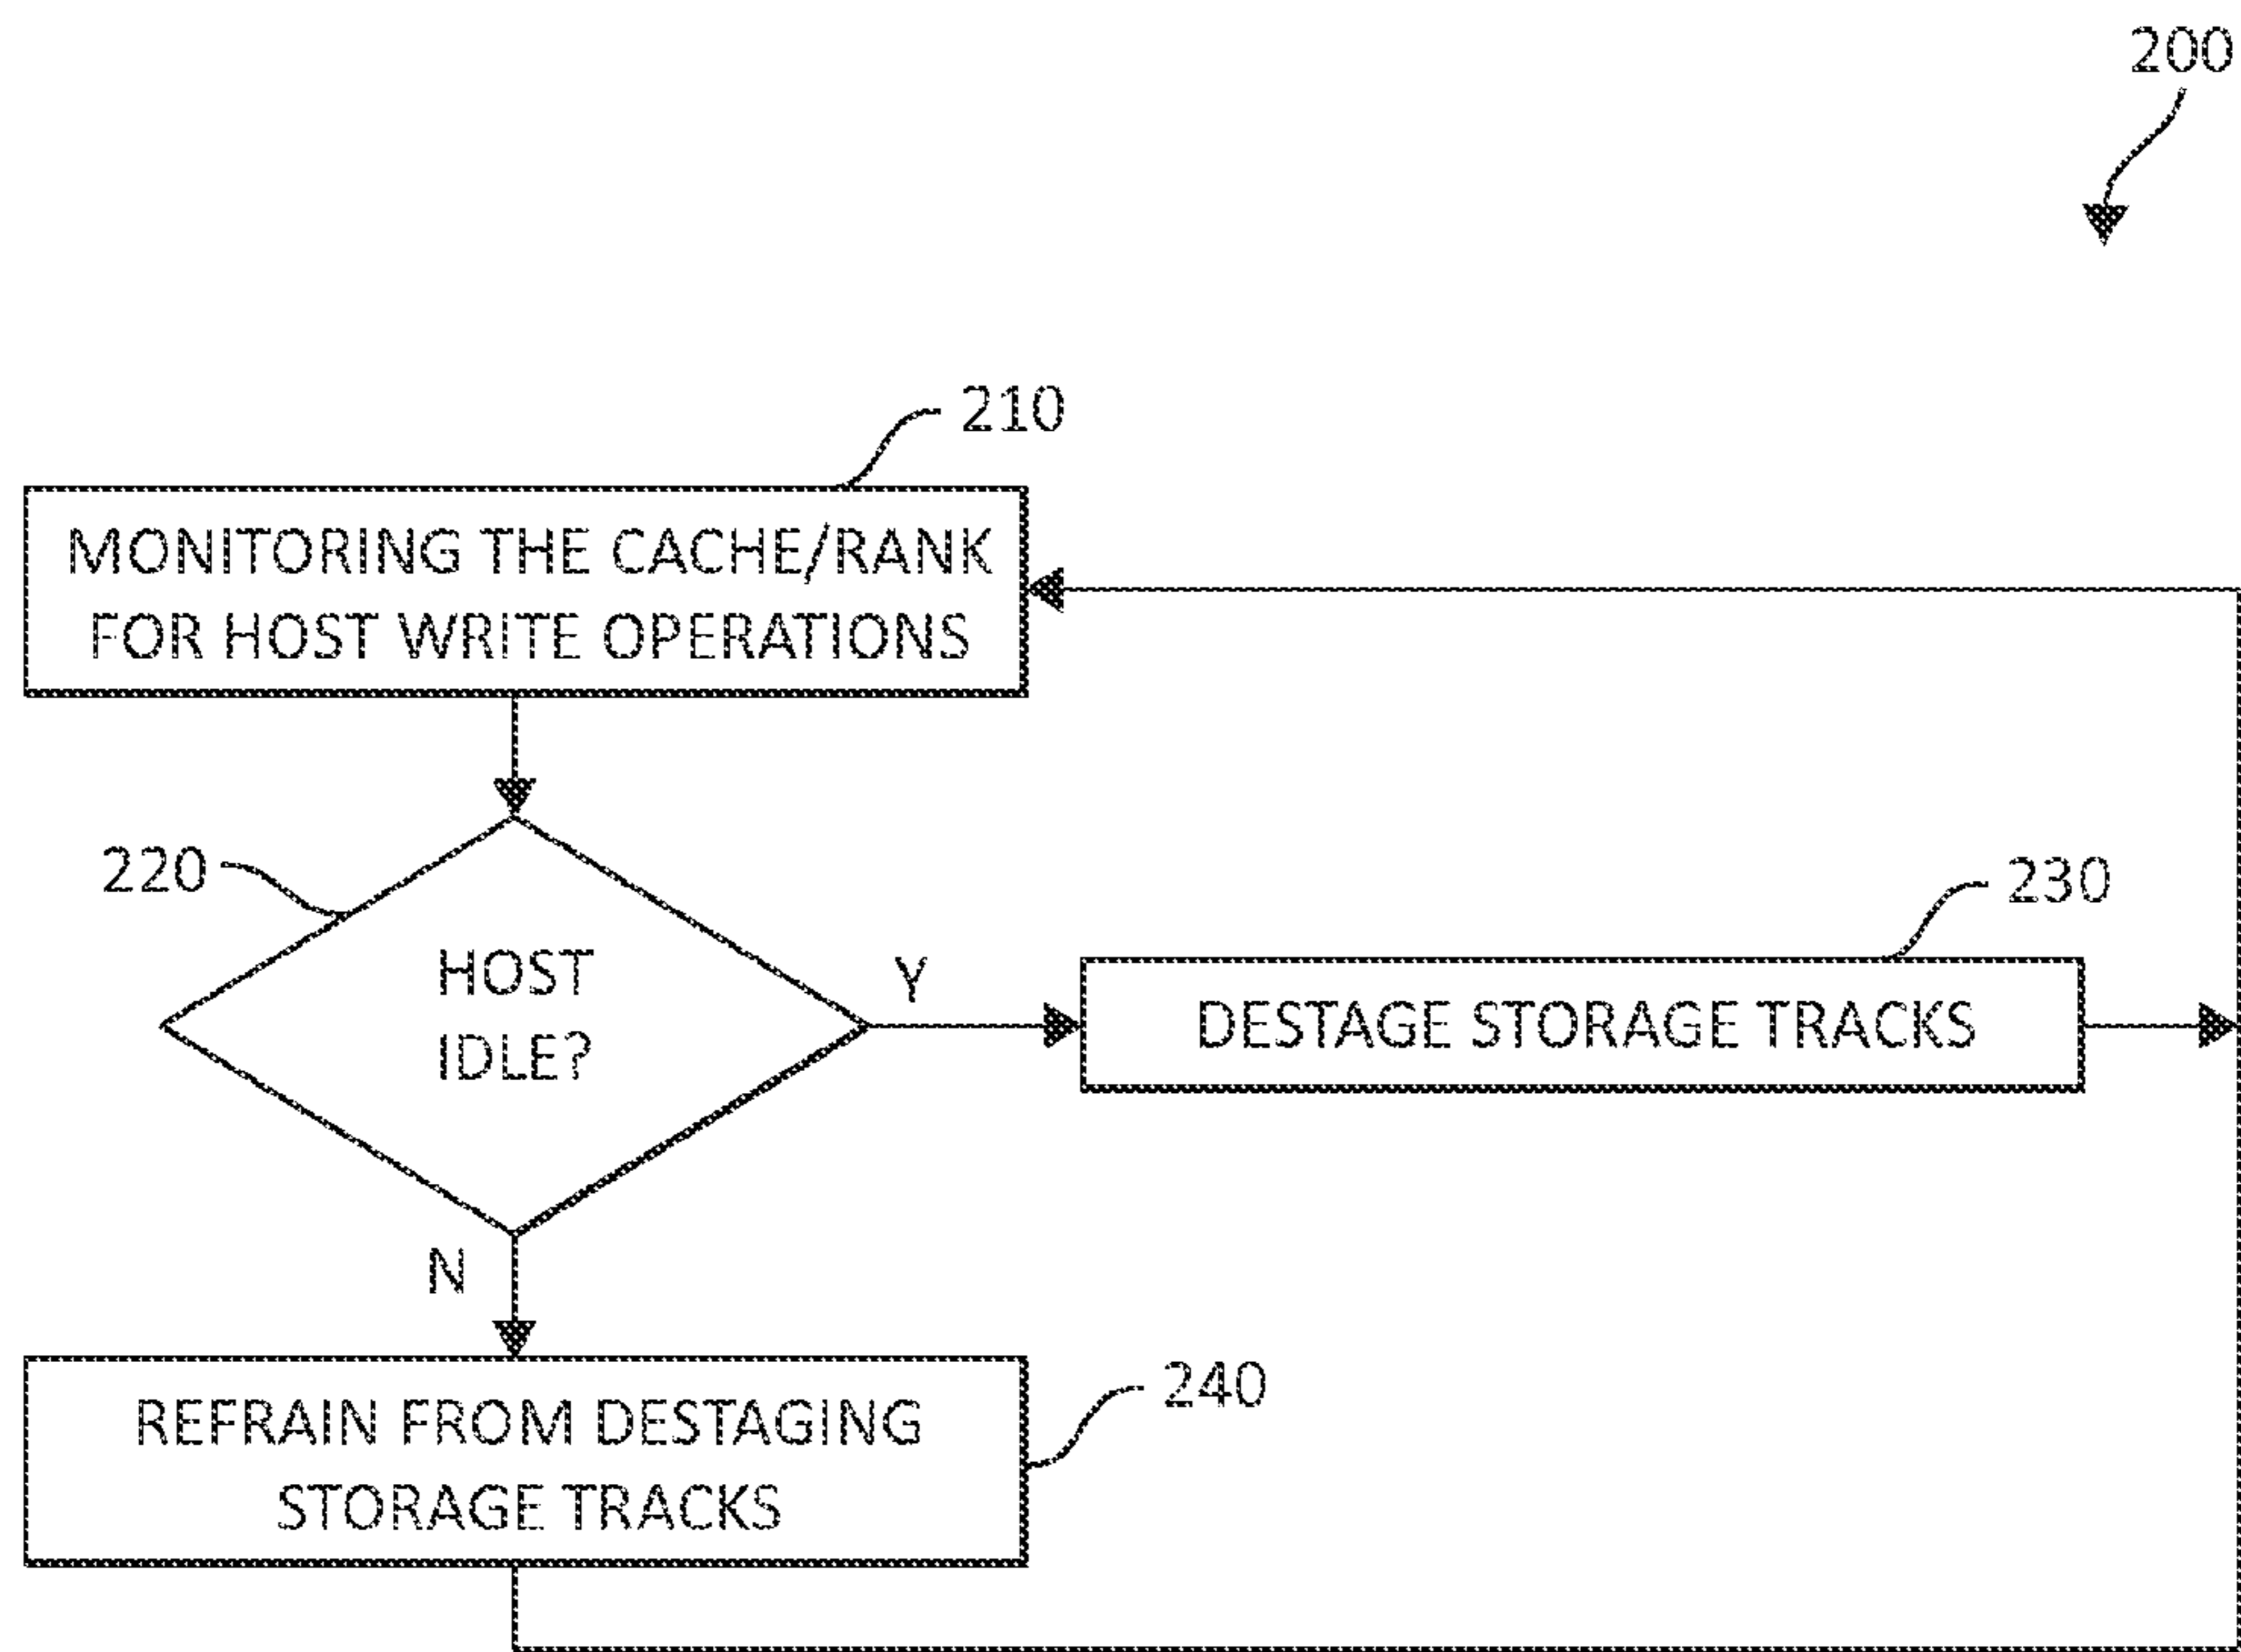 200
210
MONITORING THE CACHE/RANK
FOR HOST WRITE OPERATIONS
220
HOST
IDLE?
Y
230
DESTAGE STORAGE TRACKS
N
240
REFRAIN FROM DESTAGING
STORAGE TRACKS